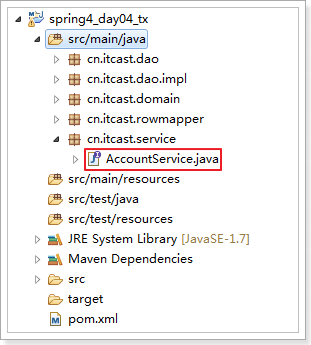 spring4_day04_tx
src/main/java
cn.itcast.dao
cn.itcast.dao.impl
cn.itcast.domain
cn.itcast.rowmapper
cn.itcast.service
AccountService.java
src/main/resources
src/test/java
src/test/resources
JRE System Library [JavaSE-1.7]
Maven Dependencies
src
target
pom.xml